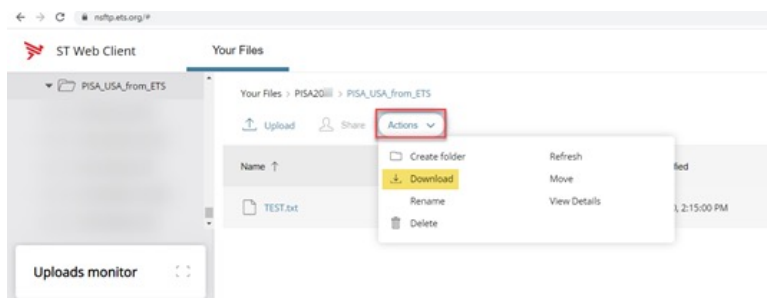 nsftp.ets.org/#
ST Web Client
Your Files
PISA_USA_from_ETS
Your Files > PISA20 > PISA_USA_from_ETS
Upload
Share
Actions
Create folder
Refresh
Name ↑
fied
Download
Move
Rename
View Details
TEST.txt
), 2:15:00 PM
Delete
Uploads monitor